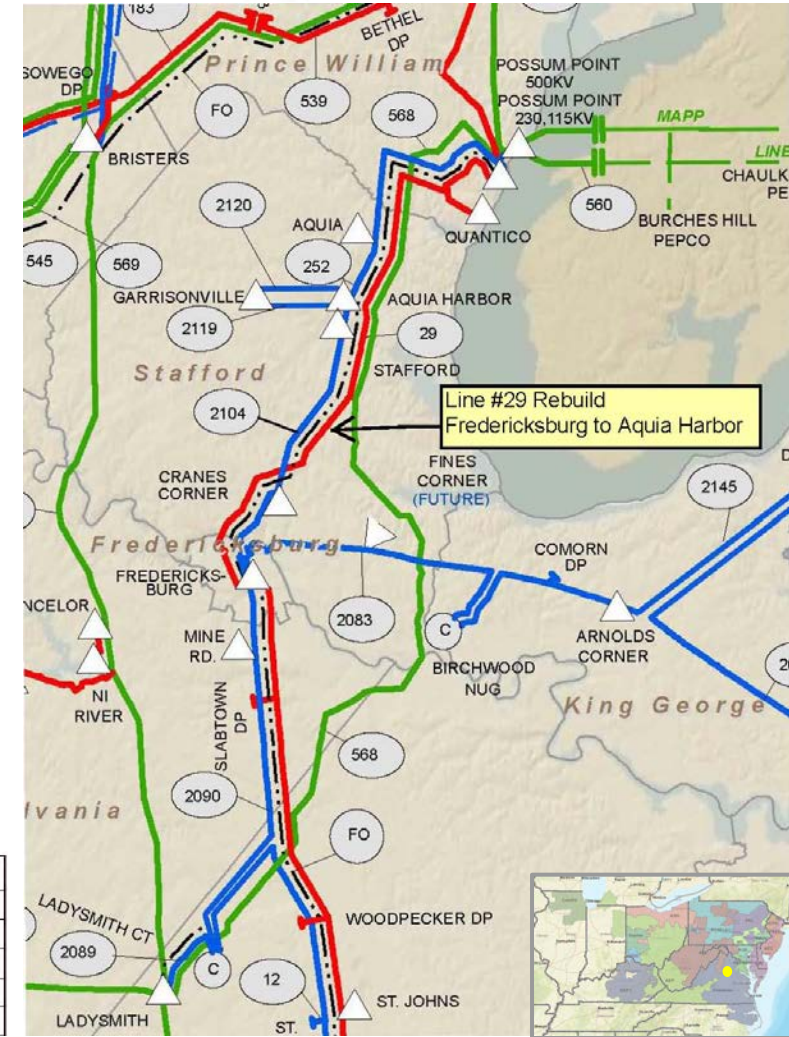 183
BETHEL
DP
SOWEGO
DP
Prince William
POSSUM POINT
500KV
POSSUM POINT
230,115KV
FO
539
568
MAPP
LINE
BRISTERS
CHAULK
PE
2120
AQUIA
QUANTICO
560
BURCHES HILL
PEPCO
545
569
252
GARRISONVILLE
AQUIA HARBOR
2119
29
STAFFORD
Stafford
2104
Line #29 Rebuild
Fredericksburg to Aquia Harbor
CRANES
CORNER
FINES
CORNER
(FUTURE)
2145
Fredericksburg
COMORN
DP
FREDERICKS-
BURG
NCELOR
2083
C
ARNOLDS
CORNER
MINE
RD.
BIRCHWOOD
NUG
NI
RIVER
King George
SLABTOWN
DP
568
2090
lvania
FO
LADYSMITH CT
WOODPECKER DP
2089
C
12
ST. JOHNS
LADYSMITH
ST.